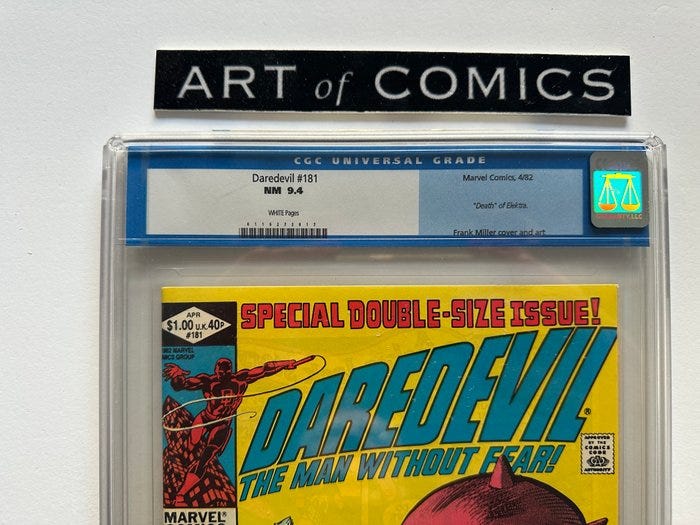 ART of COMICS
CGC UNIVERSAL GRADE
Daredevil #181
NM 9.4
WHITE Pages
Marvel Comics, 4/82
"Death" of Elektra.
Frank Miller cover and art
APR
$1.00 U.K. 40P
#181
SPECIAL DOUBLE-SIZE ISSUE!
DAREDEVIL®
THE MAN WITHOUT FEAR!
APPROVED
BY THE
COMICS
CODE
AUTHORITY
TM
MARVEL®